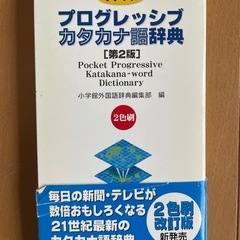 プログレッシブ
カタカナ語辞典
[第2版]
Pocket Progressive
Katakana-word
Dictionary
小学館外国語辞典編集部 編
2色刷
毎日の新聞・テレビが
数倍おもしろくなる
21世紀最新の
カタカナ語辞典
2色刷
改訂版
新発売